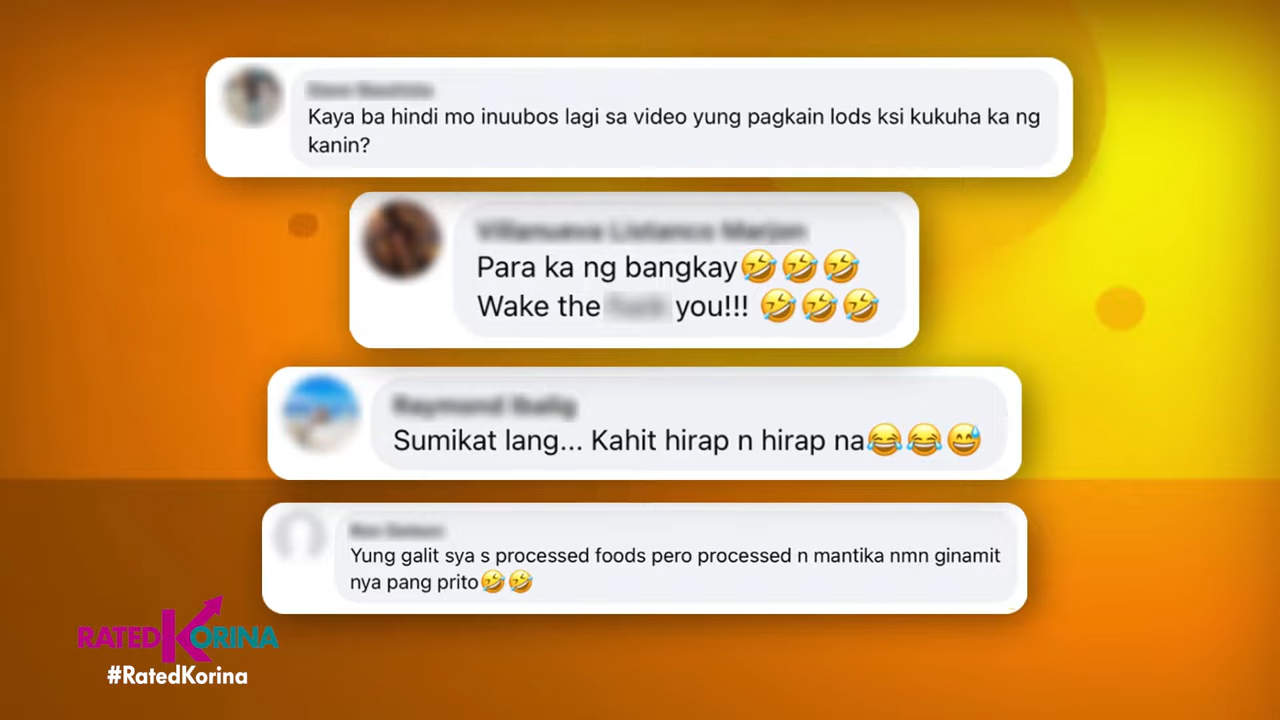 Kaya ba hindi mo inuubos lagi sa video yung pagkain lods ksi kukuha ka ng
kanin?
Para ka ng bangkay🤣🤣🤣
Wake the you!!! 🤣🤣🤣
Sumikat lang... Kahit hirap n hirap na😂😂😅
Yung galit sya s processed foods pero processed n mantika nmn ginamit
nya pang prito🤣🤣
RATED KORINA
#RatedKorina